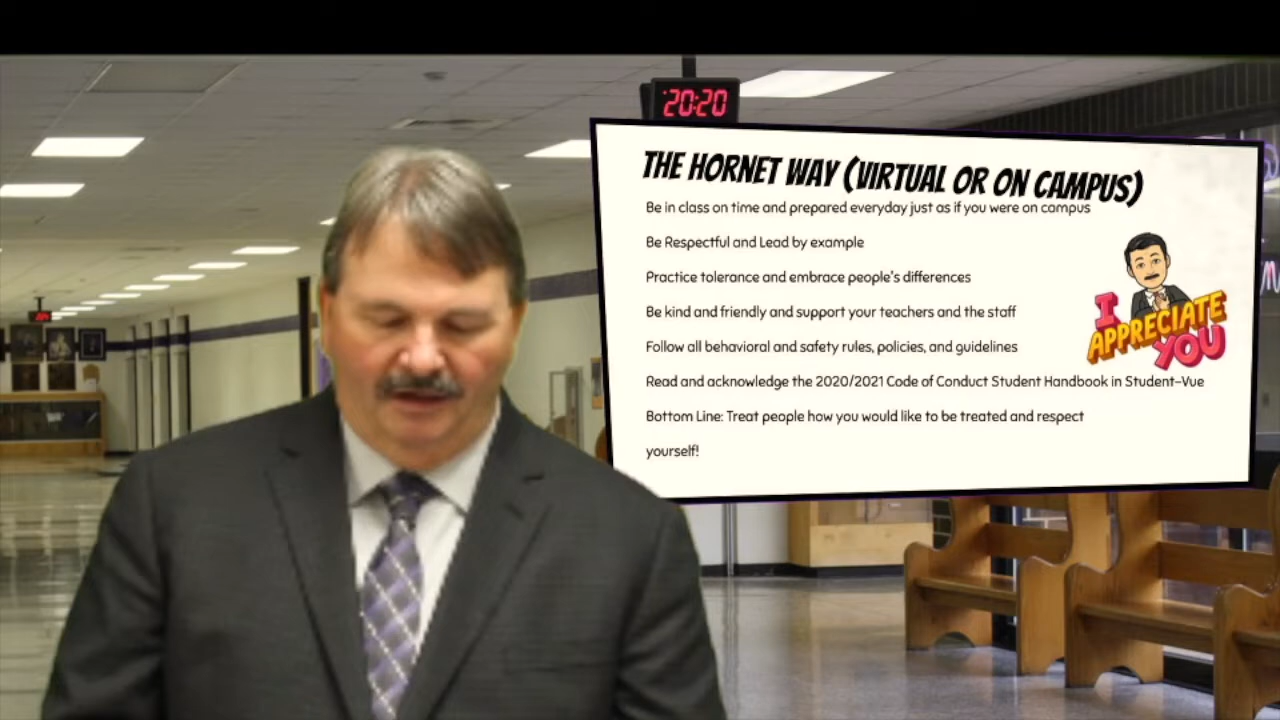 20:20
THE HORNET WAY (VIRTUAL OR ON CAMPUS)
Be in class on time and prepared everyday just as if you were on campus
Be Respectful and Lead by example
Practice tolerance and embrace people's differences
Be kind and friendly and support your teachers and the staff
Follow all behavioral and safety rules, policies, and guidelines
Read and acknowledge the 2020/2021 Code of Conduct Student Handbook in Student-Vue
Bottom Line: Treat people how you would like to be treated and respect
yourself!
I
APPRECIATE
YOU